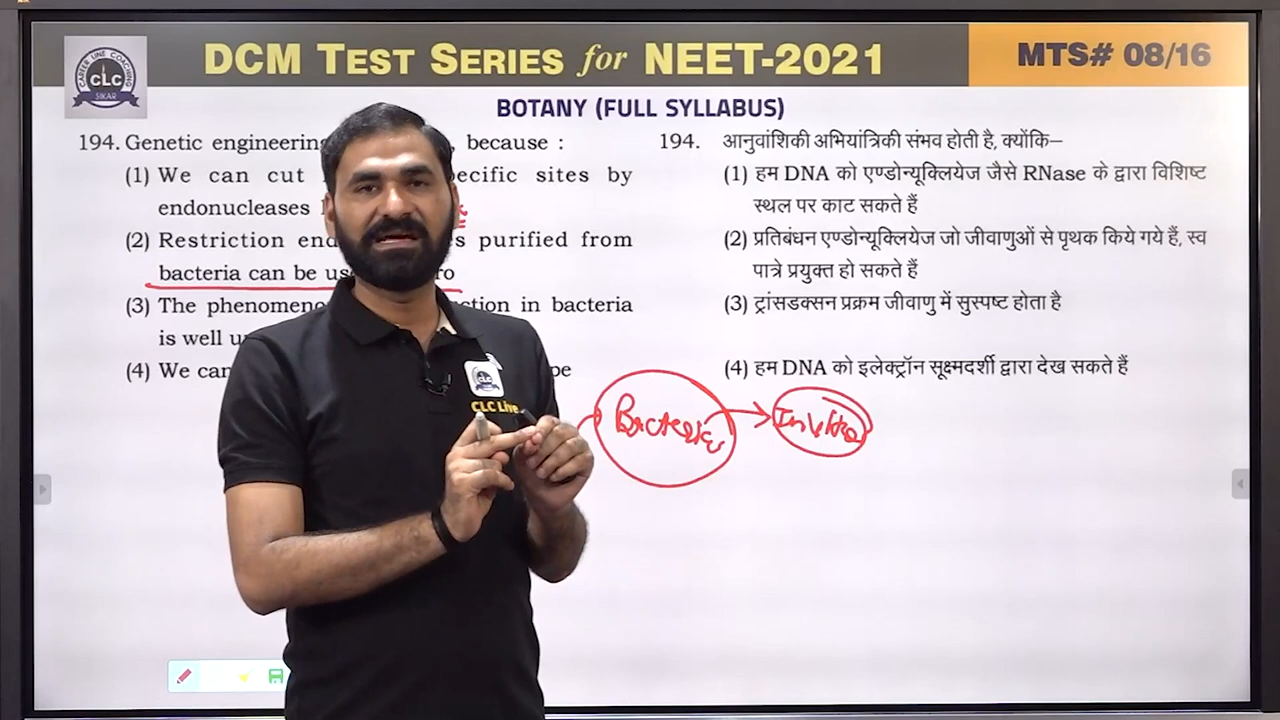 DCM TEST SERIES for NEET-2021
MTS# 08/16
CAREER LINE COACHING
CLC
SIKAR
BOTANY (FULL SYLLABUS)
194. Genetic engineering , because :
(1) We can cut ecific sites by
endonucleases
(2) Restriction end s purified from
bacteria can be us ro
(3) The phenomeno ction in bacteria
is well u
(4) We can pe
194. आनुवांशिकी अभियांत्रिकी संभव होती है, क्योंकि–
(1) हम DNA को एण्डोन्यूक्लियेज जैसे RNase के द्वारा विशिष्ट
स्थल पर काट सकते हैं
(2) प्रतिबंधन एण्डोन्यूक्लियेज जो जीवाणुओं से पृथक किये गये हैं, स्व
पात्रे प्रयुक्त हो सकते हैं
(3) ट्रांसडक्सन प्रक्रम जीवाणु में सुस्पष्ट होता है
(4) हम DNA को इलेक्ट्रॉन सूक्ष्मदर्शी द्वारा देख सकते हैं
Bacteria
CLC Live